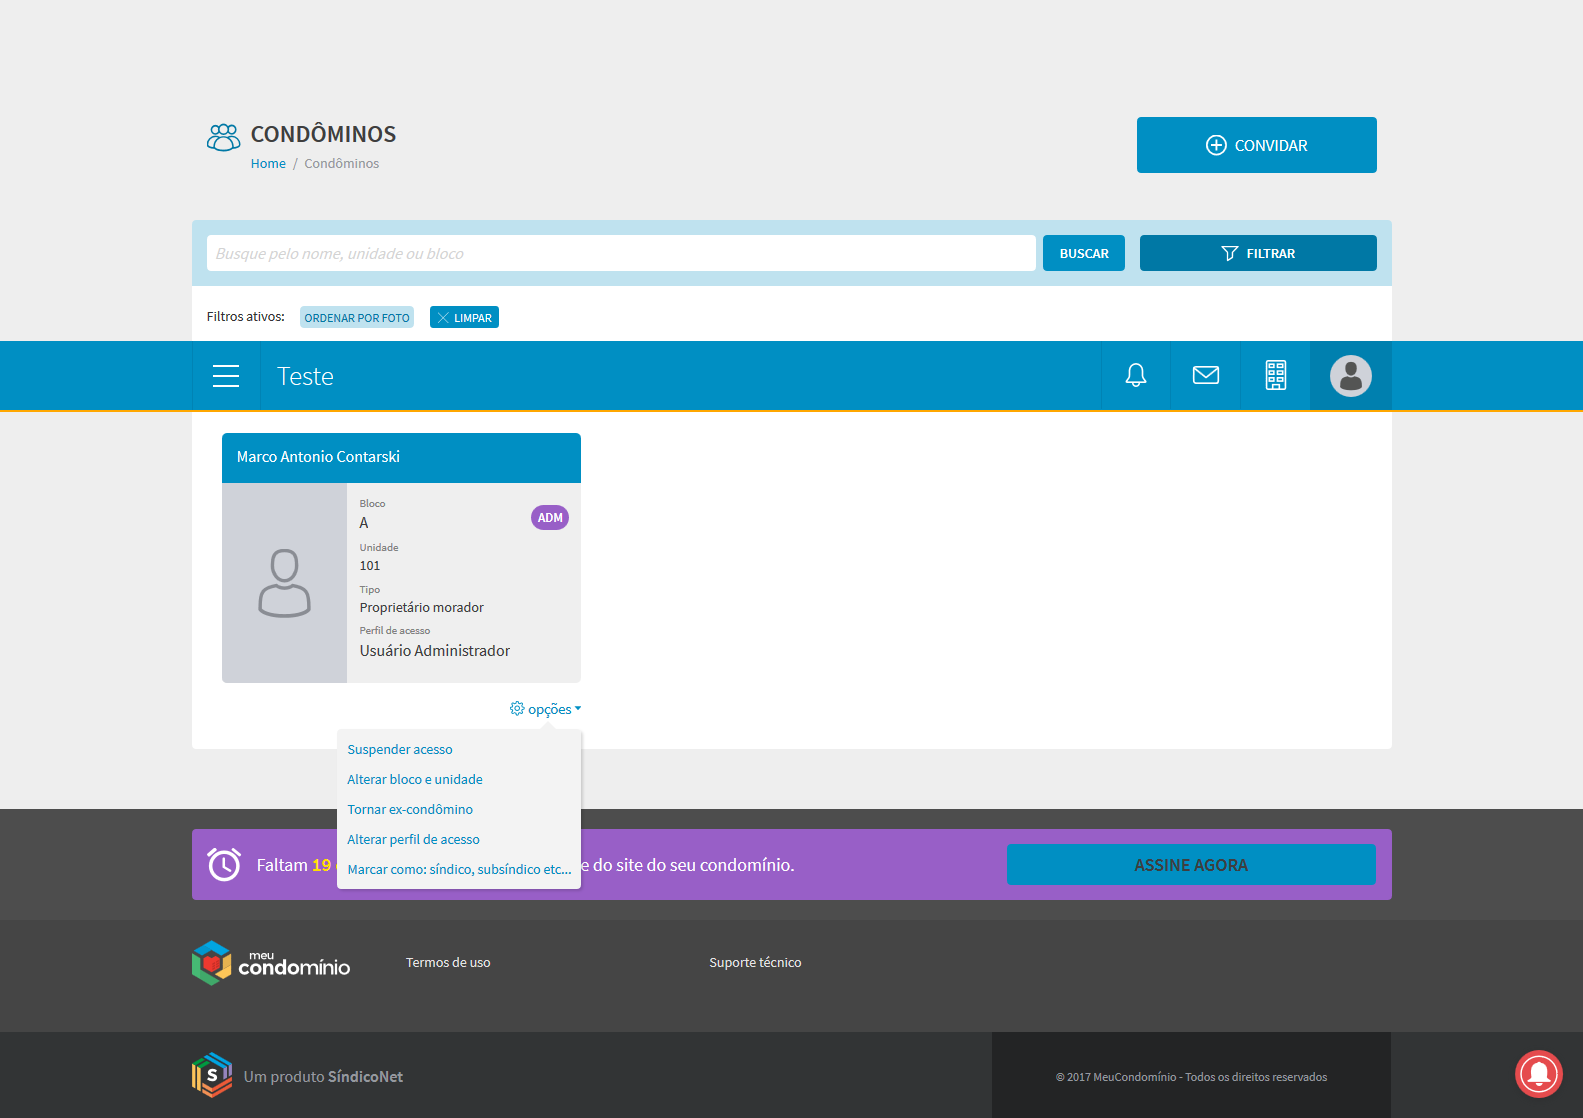 CONDÔMINOS
Home / Condôminos
CONVIDAR
Busque pelo nome, unidade ou bloco
BUSCAR
FILTRAR
Filtros ativos:
ORDENAR POR FOTO
LIMPAR
Teste
Marco Antonio Contarski
Bloco
A
ADM
Unidade
101
Tipo
Proprietário morador
Perfil de acesso
Usuário Administrador
opções
Suspender acesso
Alterar bloco e unidade
Tornar ex-condômino
Alterar perfil de acesso
Marcar como: síndico, subsíndico etc...
Faltam 19
e do site do seu condomínio.
ASSINE AGORA
meu
condomínio
Termos de uso
Suporte técnico
S
Um produto SíndicoNet
© 2017 MeuCondomínio - Todos os direitos reservados